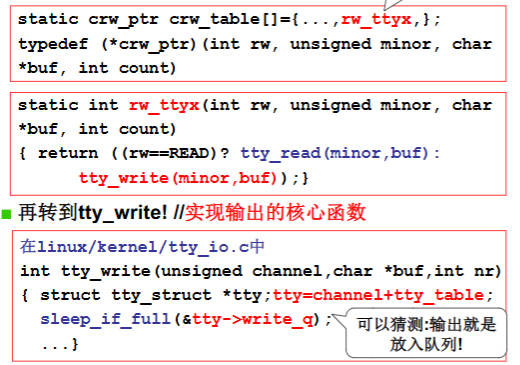 static crw_ptr crw_table[]={...,rw_ttyx,};
typedef (*crw_ptr)(int rw, unsigned minor, char
*buf, int count)
static int rw_ttyx(int rw, unsigned minor, char
*buf, int count)
{ return ((rw==READ)? tty_read(minor,buf):
tty_write(minor,buf));}
再转到tty_write! //实现输出的核心函数
在linux/kernel/tty_io.c中
int tty_write(unsigned channel,char *buf,int nr)
{ struct tty_struct *tty;tty=channel+tty_table;
sleep_if_full(&tty->write_q);
可以猜测:输出就是
放入队列!
...}